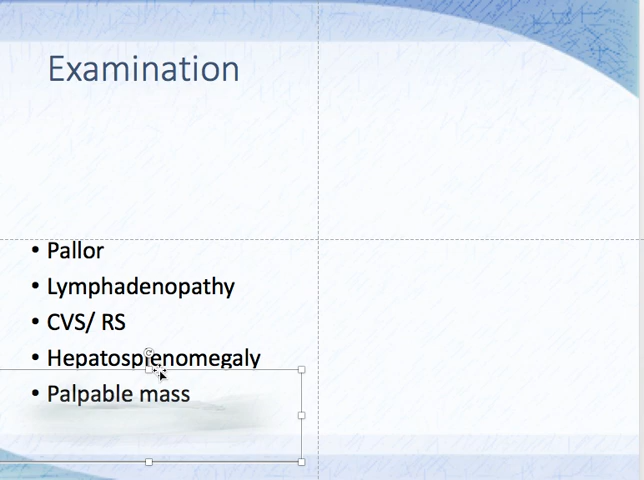 Examination
• Pallor
• Lymphadenopathy
• CVS/ RS
• Hepatosplenomegaly
• Palpable mass